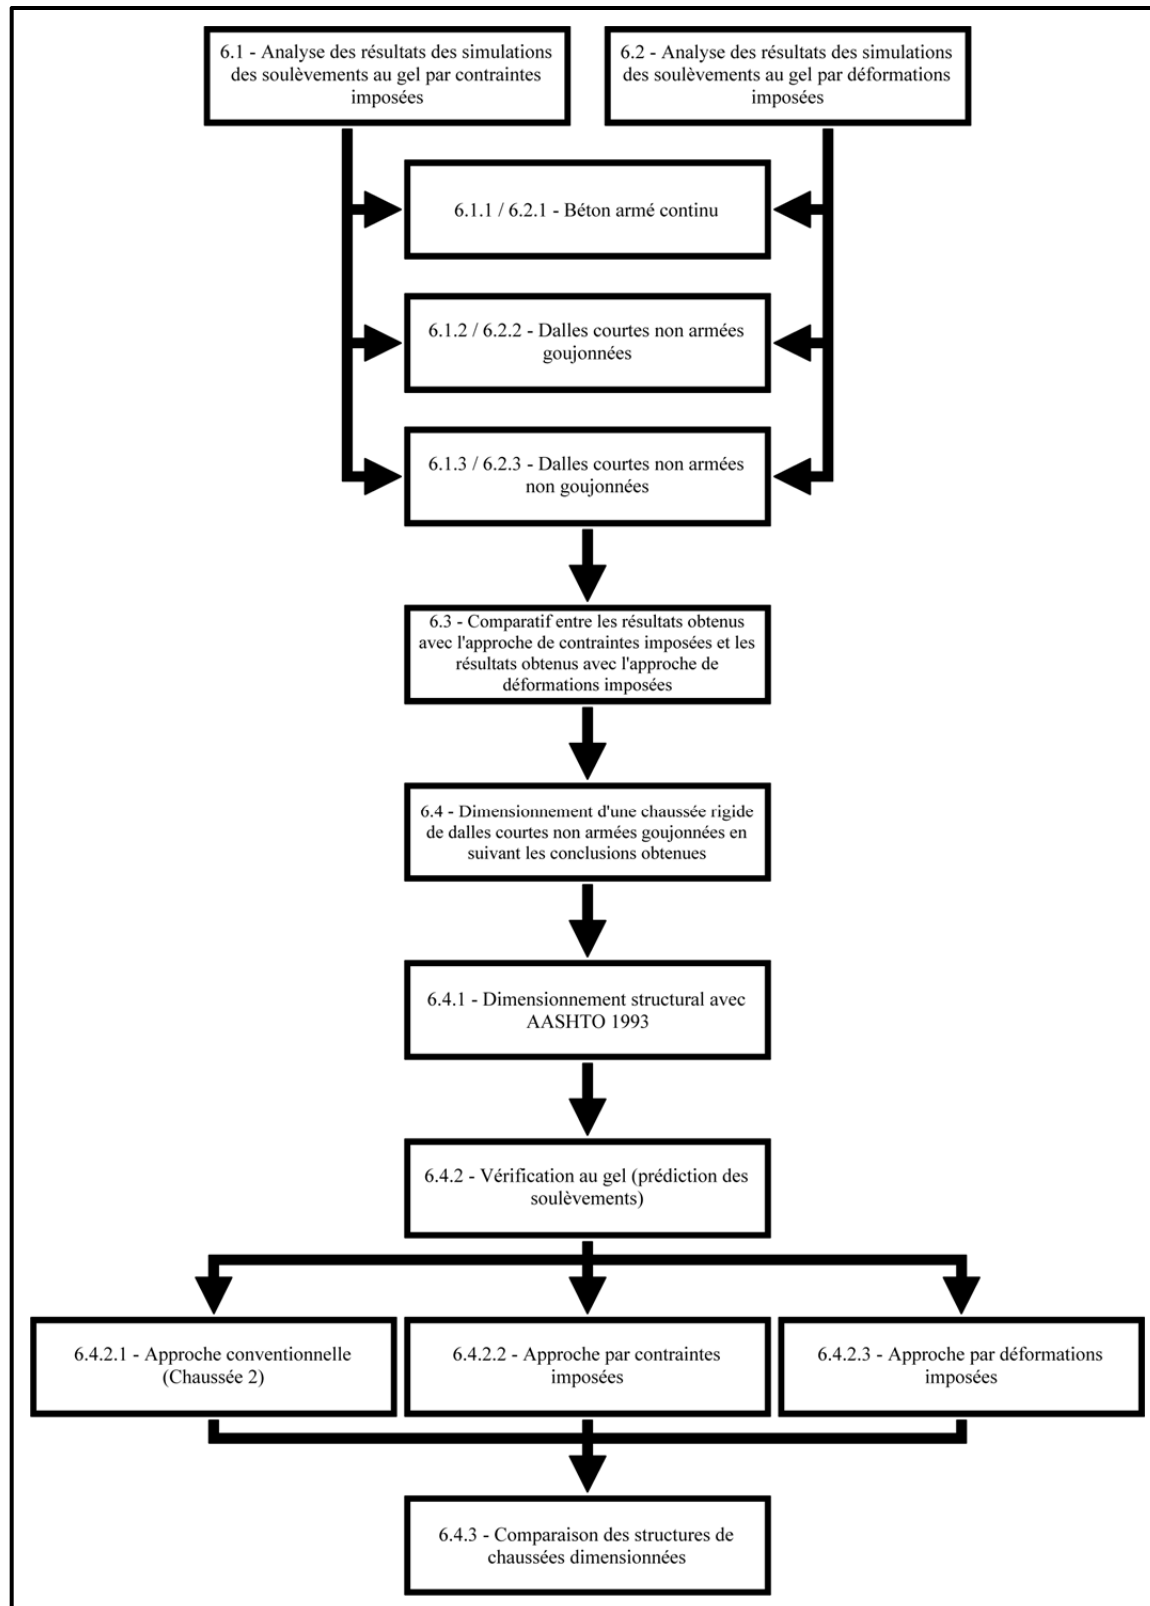 6.1 - Analyse des résultats des simulations
des soulèvements au gel par contraintes
imposées
6.2 - Analyse des résultats des simulations
des soulèvements au gel par déformations
imposées
6.1.1 / 6.2.1 - Béton armé continu
6.1.2 / 6.2.2 - Dalles courtes non armées
goujonnées
6.1.3 / 6.2.3 - Dalles courtes non armées
non goujonnées
6.3 - Comparatif entre les résultats obtenus
avec l'approche de contraintes imposées et les
résultats obtenus avec l'approche de
déformations imposées
6.4 - Dimensionnement d'une chaussée rigide
de dalles courtes non armées goujonnées en
suivant les conclusions obtenues
6.4.1 - Dimensionnement structural avec
AASHTO 1993
6.4.2 - Vérification au gel (prédiction des
soulèvements)
6.4.2.1 - Approche conventionnelle
(Chaussée 2)
6.4.2.2 - Approche par contraintes
imposées
6.4.2.3 - Approche par déformations
imposées
6.4.3 - Comparaison des structures de
chaussées dimensionnées